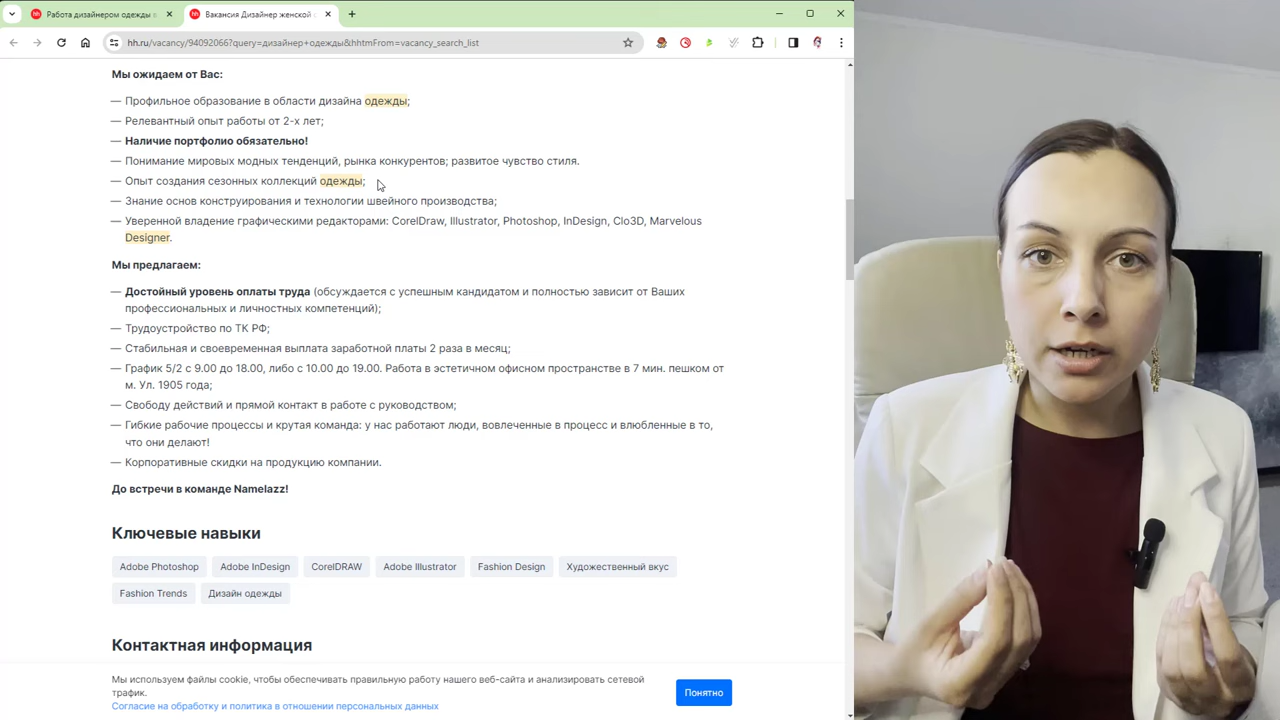 Работа дизайнером одежды в
Вакансия Дизайнер женской о
hh.ru/vacancy/94092066?query=дизайнер+одежды&hhtmFrom=vacancy_search_list
Мы ожидаем от Вас:
— Профильное образование в области дизайна одежды;
— Релевантный опыт работы от 2-х лет;
— Наличие портфолио обязательно!
— Понимание мировых модных тенденций, рынка конкурентов; развитое чувство стиля.
— Опыт создания сезонных коллекций одежды;
— Знание основ конструирования и технологии швейного производства;
— Уверенной владение графическими редакторами: CorelDraw, Illustrator, Photoshop, InDesign, Clo3D, Marvelous
Designer.
Мы предлагаем:
— Достойный уровень оплаты труда (обсуждается с успешным кандидатом и полностью зависит от Ваших
профессиональных и личностных компетенций);
— Трудоустройство по ТК РФ;
— Стабильная и своевременная выплата заработной платы 2 раза в месяц;
— График 5/2 с 9.00 до 18.00, либо с 10.00 до 19.00. Работа в эстетичном офисном пространстве в 7 мин. пешком от
м. Ул. 1905 года;
— Свободу действий и прямой контакт в работе с руководством;
— Гибкие рабочие процессы и крутая команда: у нас работают люди, вовлеченные в процесс и влюбленные в то,
что они делают!
— Корпоративные скидки на продукцию компании.
До встречи в команде Namelazz!
Ключевые навыки
Adobe Photoshop Adobe InDesign CorelDRAW Adobe Illustrator Fashion Design Художественный вкус
Fashion Trends Дизайн одежды
Контактная информация
Мы используем файлы cookie, чтобы обеспечивать правильную работу нашего веб-сайта и анализировать сетевой
трафик.
Согласие на обработку и политика в отношении персональных данных
Понятно